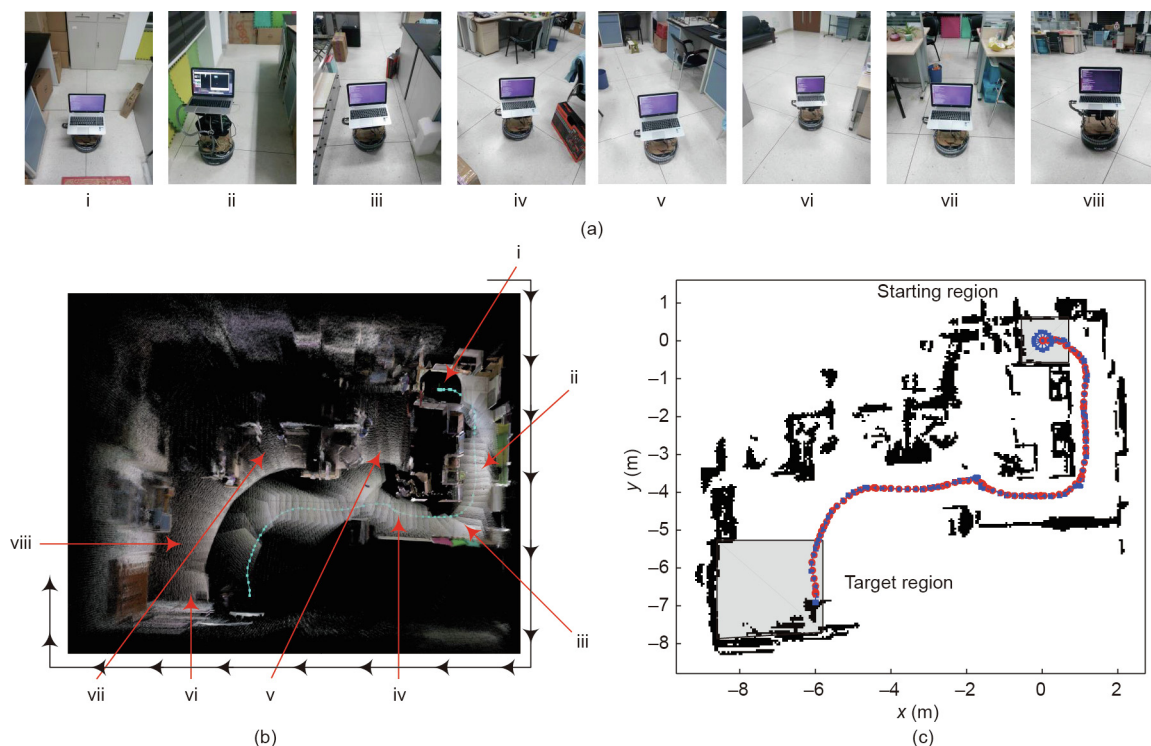 i ii iii iv v vi vii viii
(a)
i
ii
viii
iii
vii vi v iv
(b)
Starting region
Target region
1
0
–1
–2
–3
–4
–5
–6
–7
–8
y (m)
–8 –6 –4 –2 0 2
x (m)
(c)